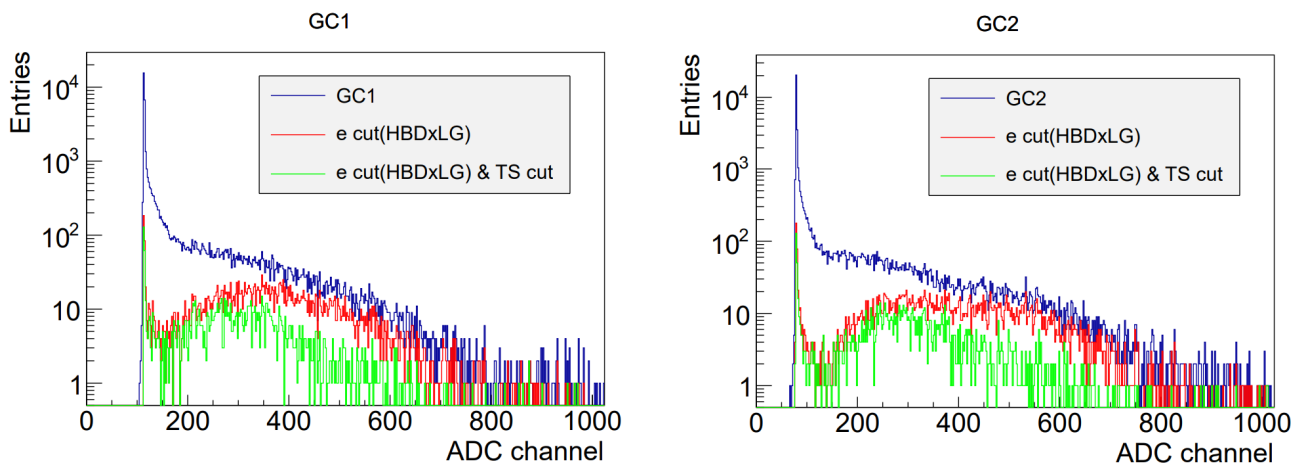 GC1
Entries
10⁴
10³
10²
10
1
GC1
e cut(HBDxLG)
e cut(HBDxLG) & TS cut
0 200 400 600 800 1000
ADC channel
GC2
Entries
10⁴
10³
10²
10
1
GC2
e cut(HBDxLG)
e cut(HBDxLG) & TS cut
0 200 400 600 800 1000
ADC channel